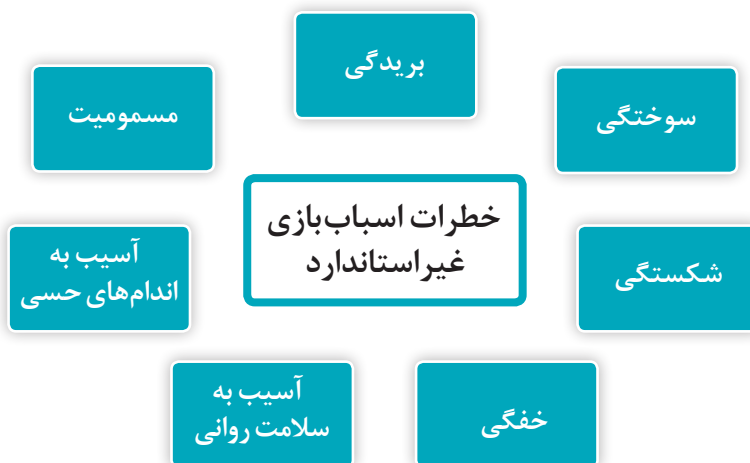 بریدگی
سوختگی
مسمومیت
خطرات اسباب‌بازی
غیراستاندارد
شکستگی
آسیب به
اندام‌های حسی
خفگی
آسیب به
سلامت روانی